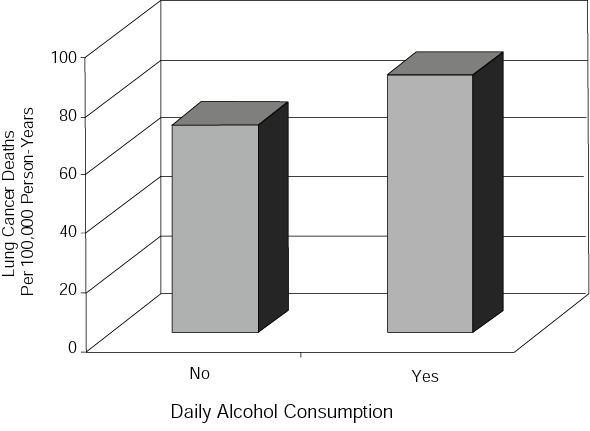 100
80
60
40
20
0
Lung Cancer Deaths
Per 100,000 Person-Years
No
Yes
Daily Alcohol Consumption